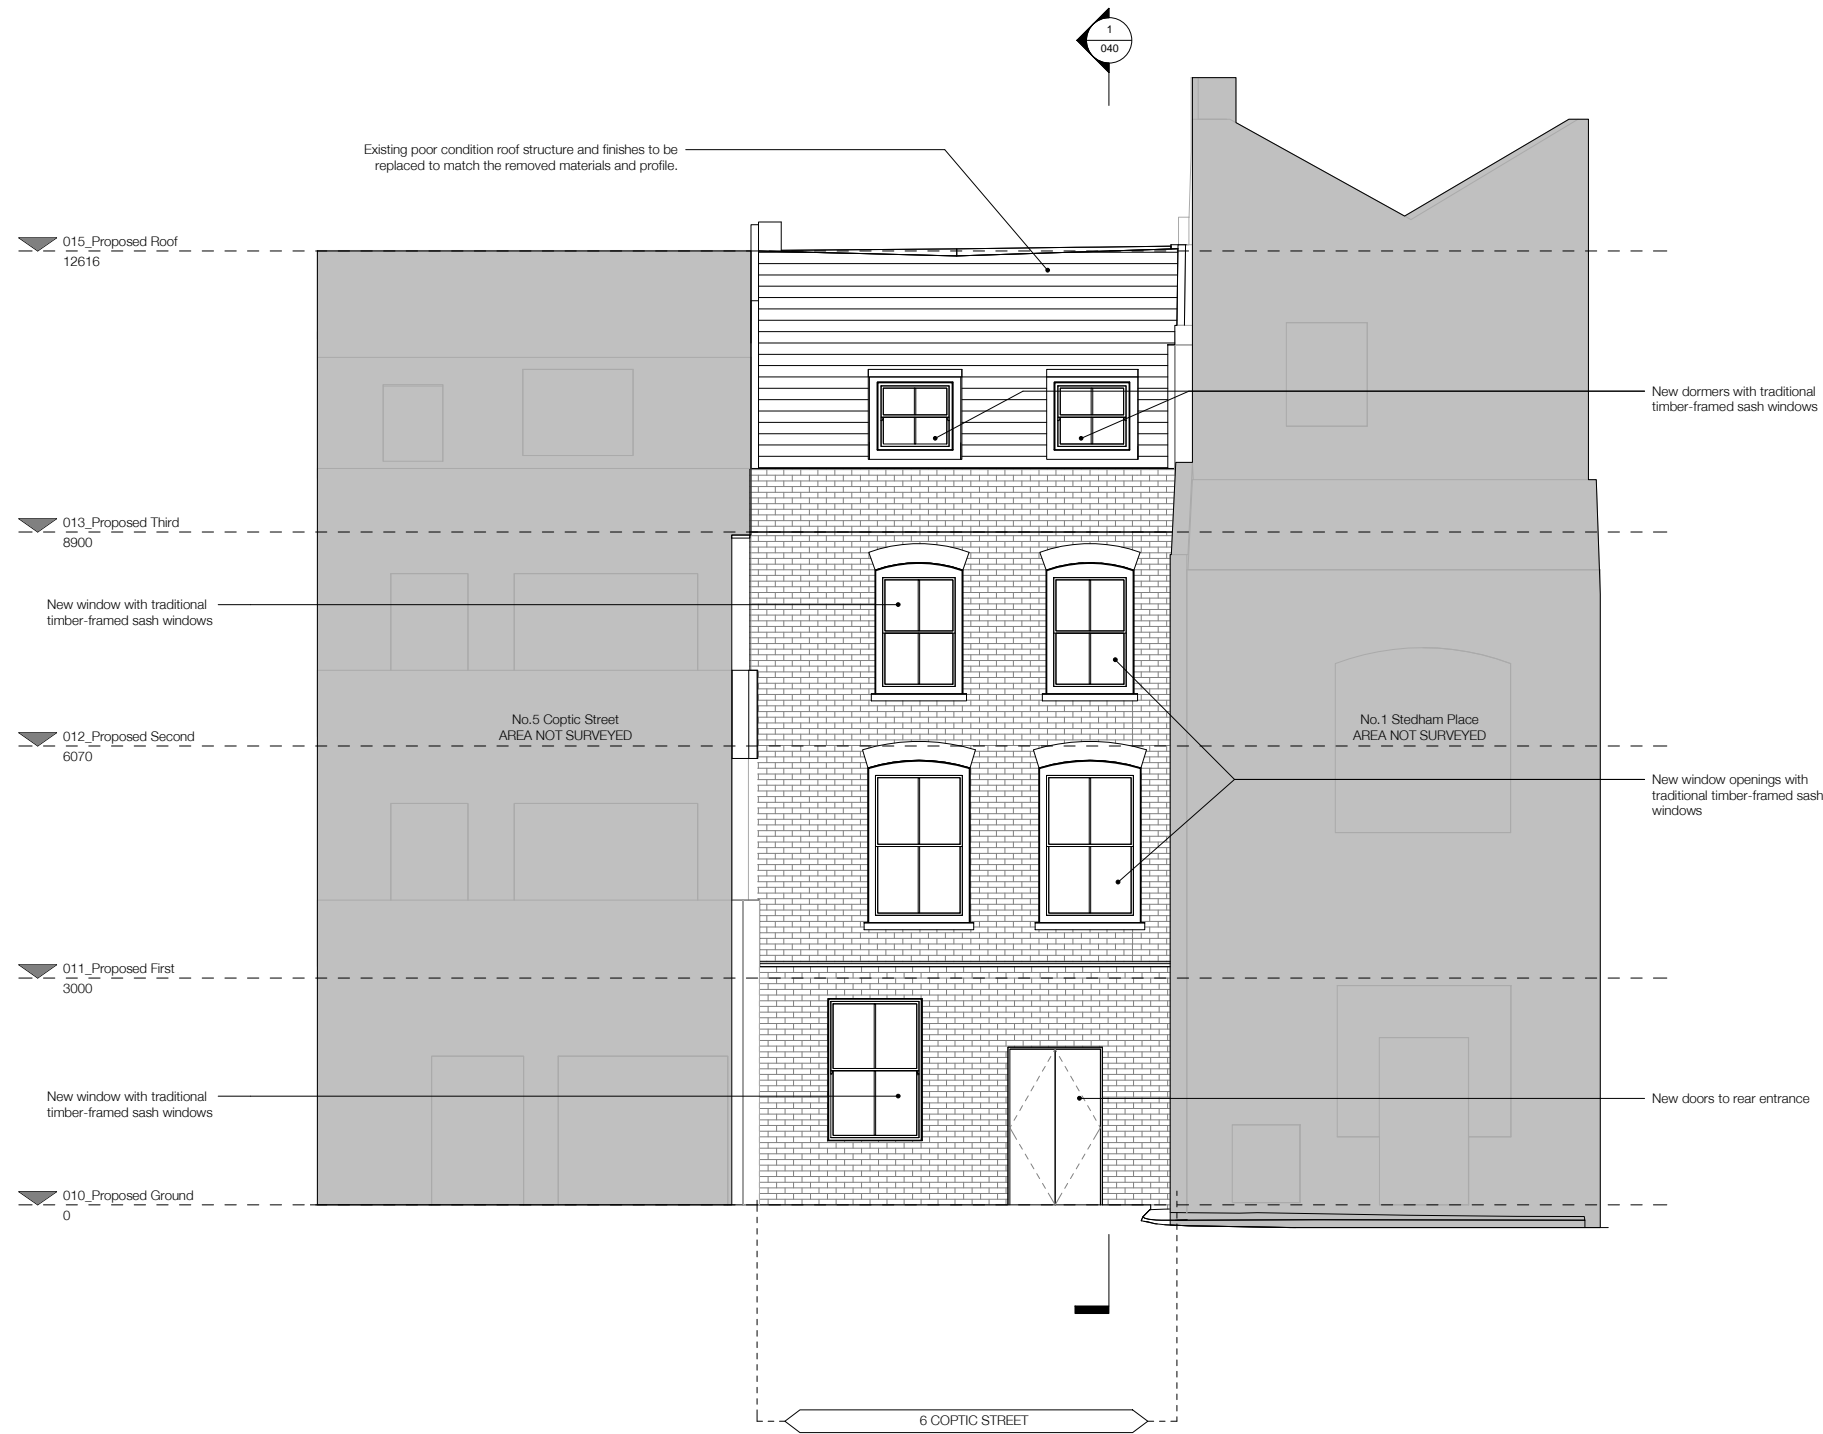 1
040
Existing poor condition roof structure and finishes to be
replaced to match the removed materials and profile.
015_Proposed Roof
12616
New dormers with traditional
timber-framed sash windows
013_Proposed Third
8900
New window with traditional
timber-framed sash windows
No.5 Coptic Street
AREA NOT SURVEYED
No.1 Stedham Place
AREA NOT SURVEYED
012_Proposed Second
6070
New window openings with
traditional timber-framed sash
windows
011_Proposed First
3000
New window with traditional
timber-framed sash windows
New doors to rear entrance
010_Proposed Ground
0
6 COPTIC STREET